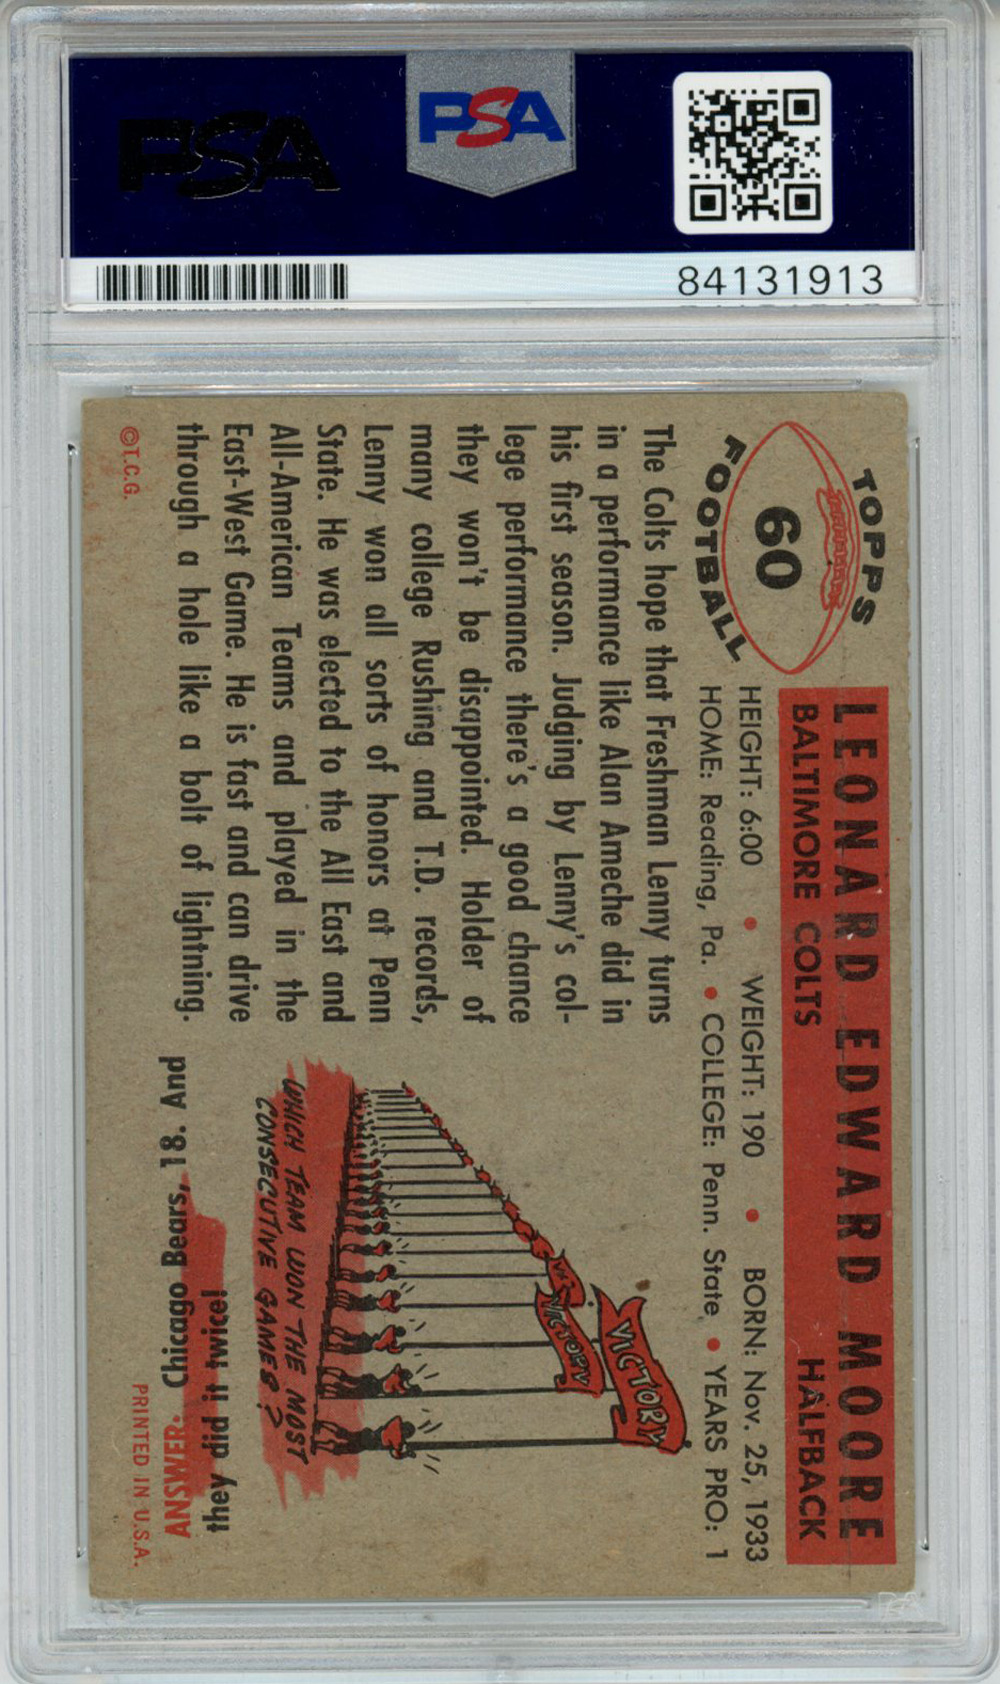 PSA
PSA
84131913
TOPPS
60
FOOTBALL
LEONARD EDWARD MOORE
BALTIMORE COLTS HALFBACK
HEIGHT: 6:00 • WEIGHT: 190 • BORN: Nov. 25, 1933
HOME: Reading, Pa. • COLLEGE: Penn. State • YEARS PRO: 1
The Colts hope that Freshman Lenny turns
in a performance like Alan Ameche did in
his first season. Judging by Lenny's col-
lege performance there's a good chance
they won't be disappointed. Holder of
many college Rushing and T.D. records,
Lenny won all sorts of honors at Penn
State. He was elected to the All East and
All-American Teams and played in the
East-West Game. He is fast and can drive
through a hole like a bolt of lightning.
VICTORY
VICTORY
WHICH TEAM WON THE MOST
CONSECUTIVE GAMES?
ANSWER: Chicago Bears, 18. And
they did it twice!
©T.C.G.
PRINTED IN U.S.A.